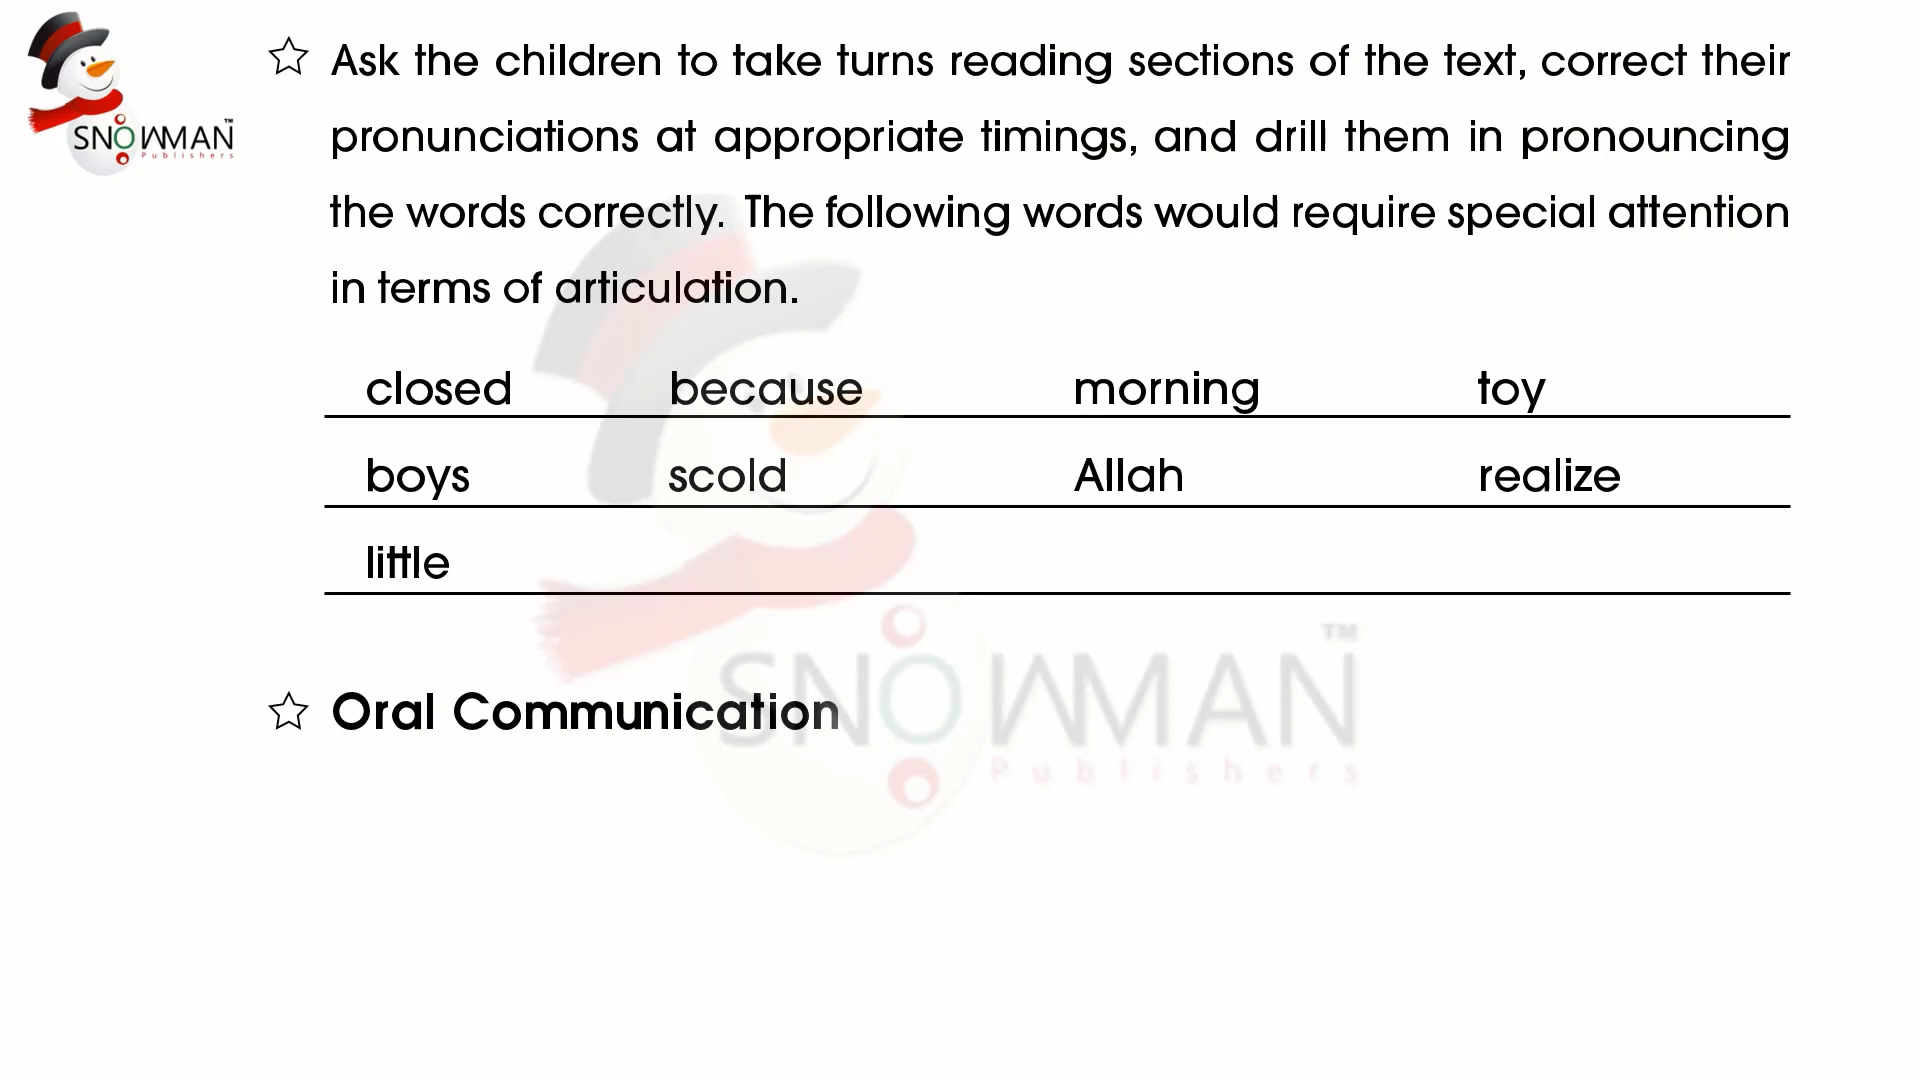 SNOWMAN™
Publishers
☆ Ask the children to take turns reading sections of the text, correct their
pronunciations at appropriate timings, and drill them in pronouncing
the words correctly. The following words would require special attention
in terms of articulation.
closed because morning toy
boys scold Allah realize
little
☆ Oral Communication
SNOWMAN™
Publishers